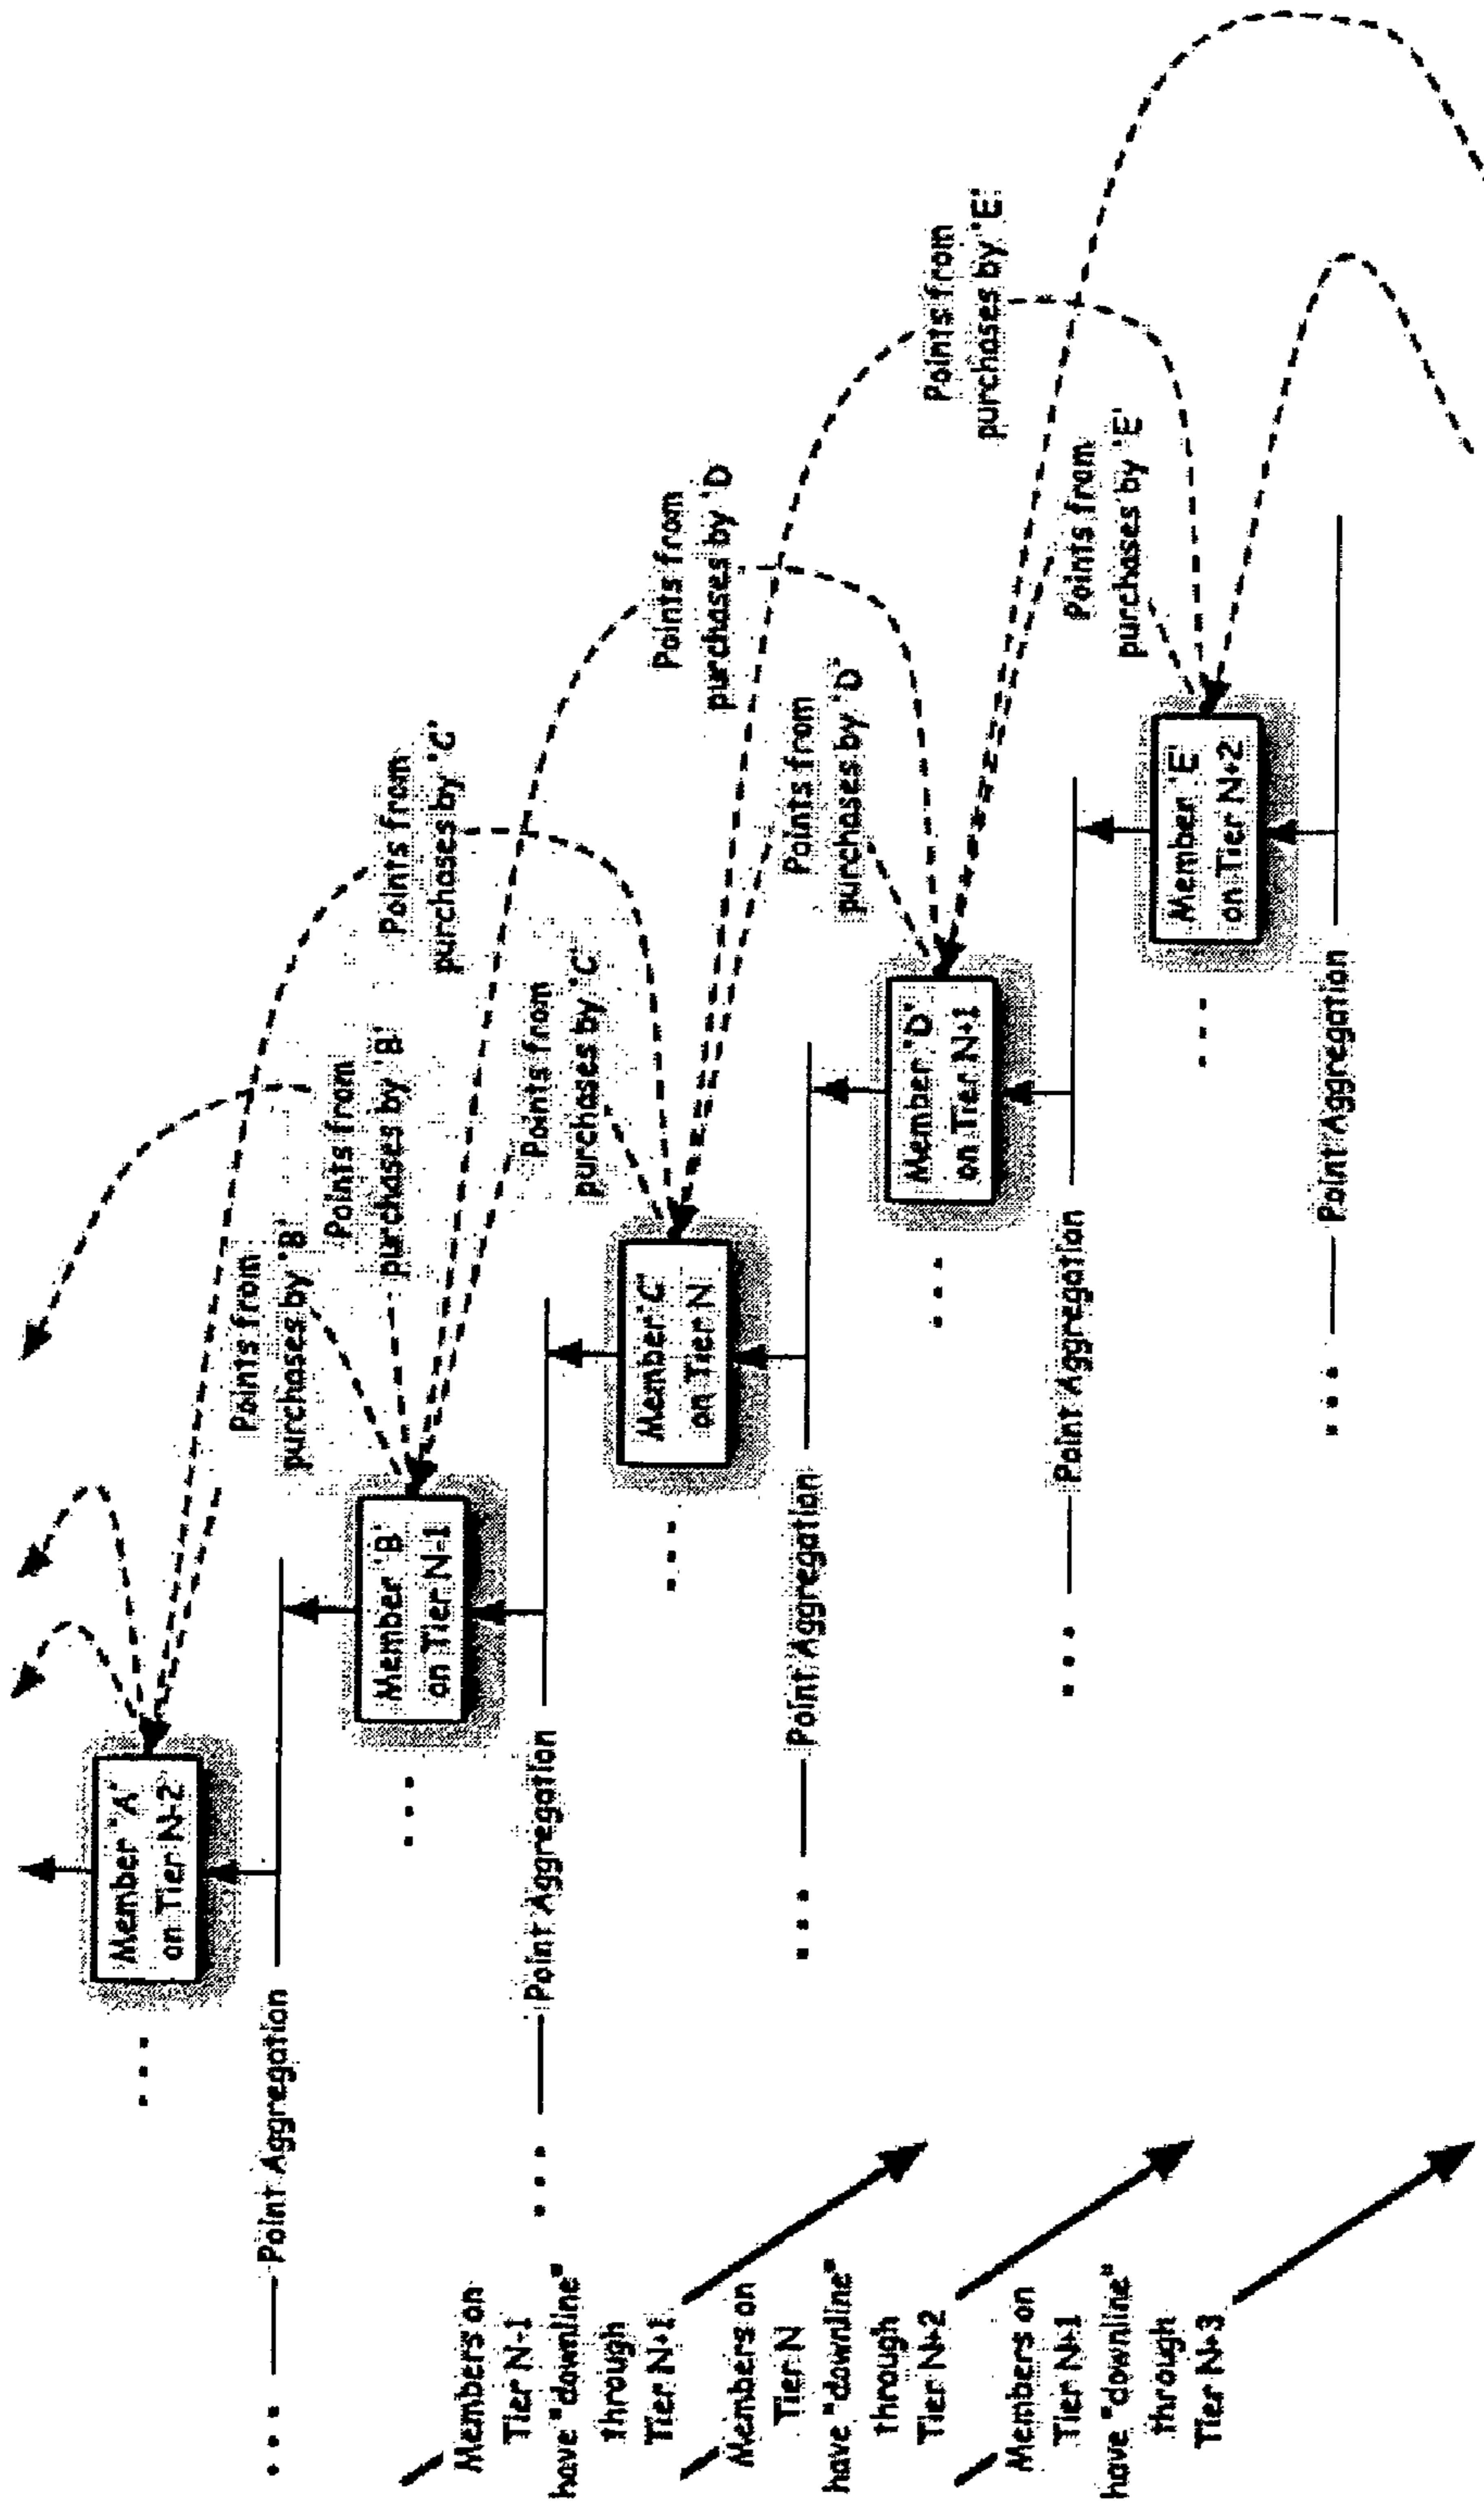 Member 'A'
on Tier N-2
Points from
purchases by 'B'
Point Aggregation
Points from
purchases by 'B'
Member 'B'
on Tier N-1
Points from
purchases by 'C'
Members on
Tier N-1
have "downline"
through
Tier N+1
Point Aggregation
Points from
purchases by 'C'
Member 'C'
on Tier N
Points from
purchases by 'D'
Members on
Tier N
have "downline"
through
Tier N+2
Point Aggregation
Points from
purchases by 'D'
Member 'D'
on Tier N+1
Points from
purchases by 'E'
Members on
Tier N+1
have "downline"
through
Tier N+3
Point Aggregation
Points from
purchases by 'E'
Member 'E'
on Tier N+2
Point Aggregation